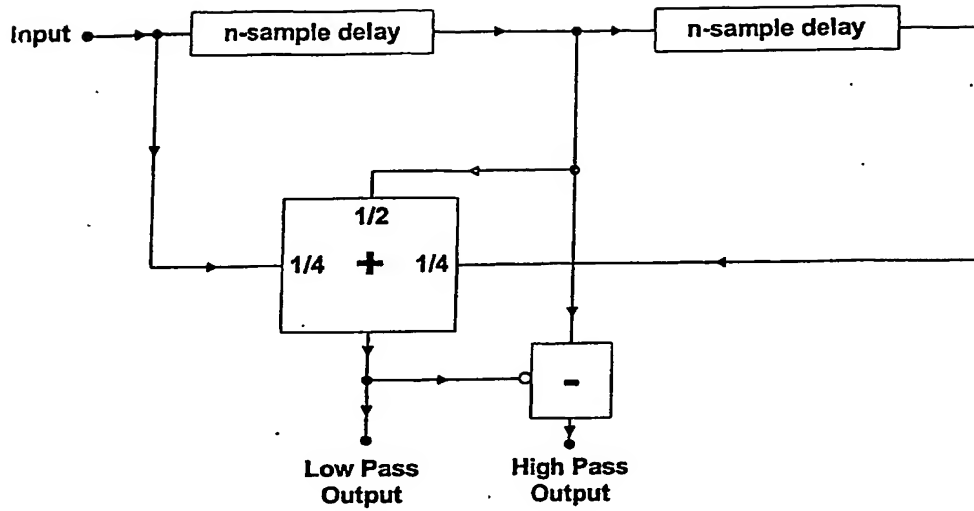 Input
n-sample delay
n-sample delay
1/2
1/4 + 1/4
-
Low Pass
Output
High Pass
Output